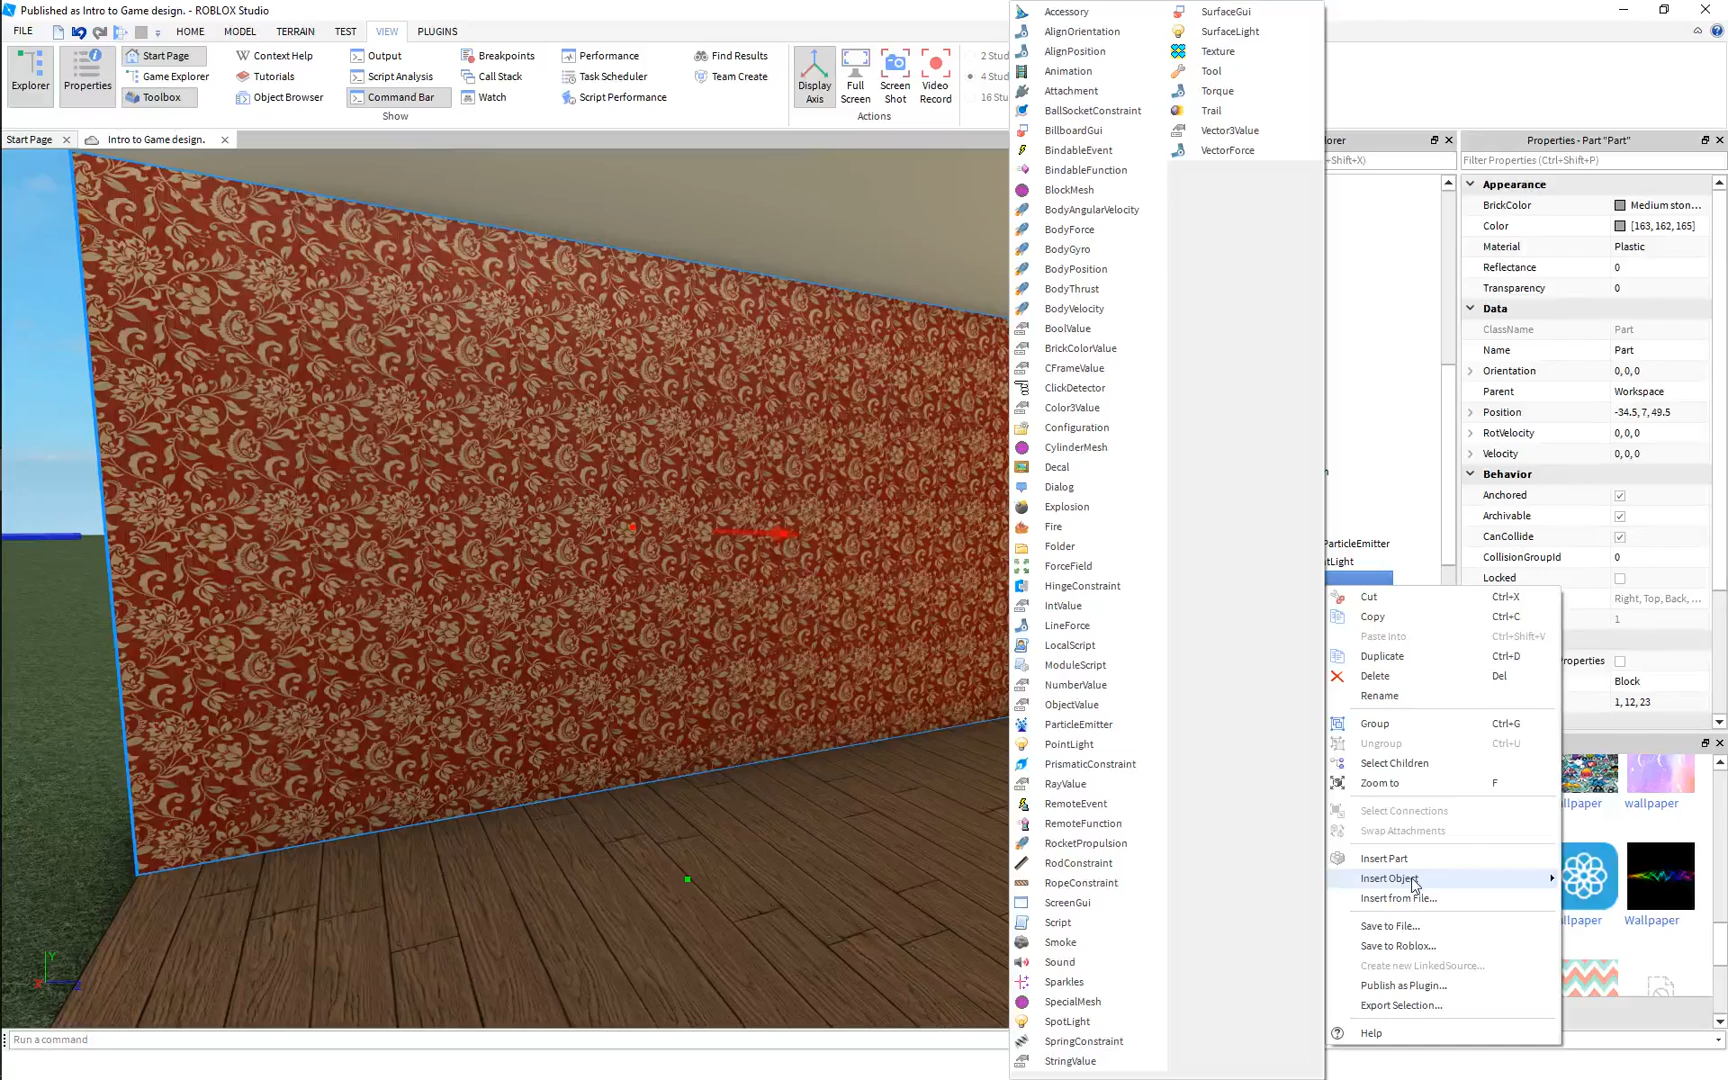 Published as Intro to Game design. - ROBLOX Studio
FILE HOME MODEL TERRAIN TEST VIEW PLUGINS
Explorer
Properties
Start Page
Game Explorer
Toolbox
Context Help
Tutorials
Object Browser
Output
Script Analysis
Command Bar
Breakpoints
Call Stack
Watch
Performance
Task Scheduler
Script Performance
Find Results
Team Create
Show
Display Axis
Full Screen
Screen Shot
Video Record
Actions
2 Stud
4 Stud
16 Stu
Start Page
Intro to Game design.
Accessory
AlignOrientation
AlignPosition
Animation
Attachment
BallSocketConstraint
BillboardGui
BindableEvent
BindableFunction
BlockMesh
BodyAngularVelocity
BodyForce
BodyGyro
BodyPosition
BodyThrust
BodyVelocity
BoolValue
BrickColorValue
CFrameValue
ClickDetector
Color3Value
Configuration
CylinderMesh
Decal
Dialog
Explosion
Fire
Folder
ForceField
HingeConstraint
IntValue
LineForce
LocalScript
ModuleScript
NumberValue
ObjectValue
ParticleEmitter
PointLight
PrismaticConstraint
RayValue
RemoteEvent
RemoteFunction
RocketPropulsion
RodConstraint
RopeConstraint
ScreenGui
Script
Smoke
Sound
Sparkles
SpecialMesh
SpotLight
SpringConstraint
StringValue
SurfaceGui
SurfaceLight
Texture
Tool
Torque
Trail
Vector3Value
VectorForce
lorer
+Shift+X)
ParticleEmitter
ntLight
Cut Ctrl+X
Copy Ctrl+C
Paste Into Ctrl+Shift+V
Duplicate Ctrl+D
Delete Del
Rename
Group Ctrl+G
Ungroup Ctrl+U
Select Children
Zoom to F
Select Connections
Swap Attachments
Insert Part
Insert Object
Insert from File...
Save to File...
Save to Roblox...
Create new LinkedSource...
Publish as Plugin...
Export Selection...
Help
Properties - Part "Part"
Filter Properties (Ctrl+Shift+P)
Appearance
BrickColor Medium ston...
Color [163, 162, 165]
Material Plastic
Reflectance 0
Transparency 0
Data
ClassName Part
Name Part
Orientation 0, 0, 0
Parent Workspace
Position -34.5, 7, 49.5
RotVelocity 0, 0, 0
Velocity 0, 0, 0
Behavior
Anchored
Archivable
CanCollide
CollisionGroupId 0
Locked
Right, Top, Back, ...
1
roperties
Block
1, 12, 23
llpaper wallpaper
llpaper Wallpaper
Y
X
Z
Run a command